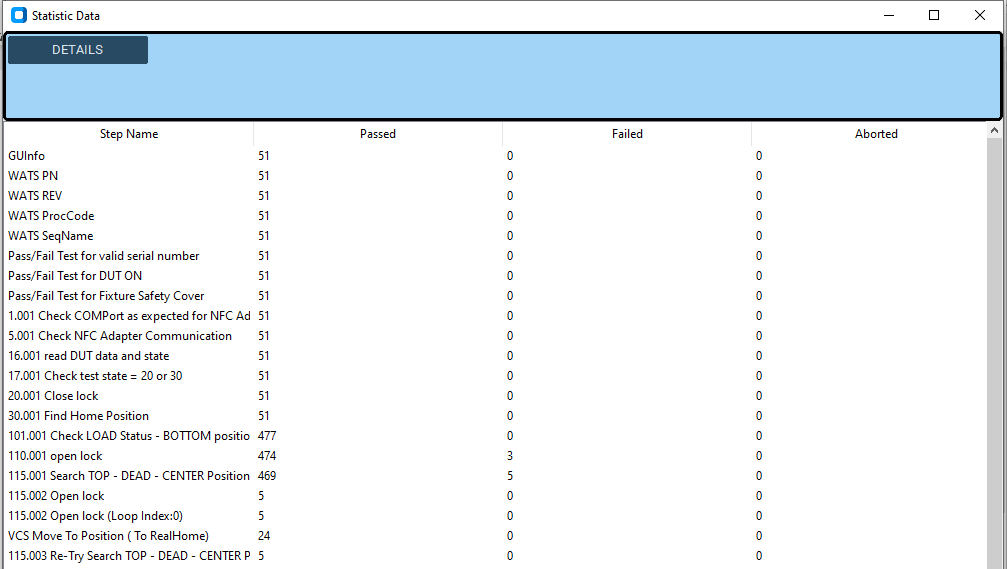 Statistic Data
DETAILS
Step Name Passed Failed Aborted
GUInfo 51 0 0
WATS PN 51 0 0
WATS REV 51 0 0
WATS ProcCode 51 0 0
WATS SeqName 51 0 0
Pass/Fail Test for valid serial number 51 0 0
Pass/Fail Test for DUT ON 51 0 0
Pass/Fail Test for Fixture Safety Cover 51 0 0
1.001 Check COMPort as expected for NFC Ad 51 0 0
5.001 Check NFC Adapter Communication 51 0 0
16.001 read DUT data and state 51 0 0
17.001 Check test state = 20 or 30 51 0 0
20.001 Close lock 51 0 0
30.001 Find Home Position 51 0 0
101.001 Check LOAD Status - BOTTOM positio 477 0 0
110.001 open lock 474 3 0
115.001 Search TOP - DEAD - CENTER Position 469 5 0
115.002 Open lock 5 0 0
115.002 Open lock (Loop Index:0) 5 0 0
VCS Move To Position ( To RealHome) 24 0 0
115.003 Re-Try Search TOP - DEAD - CENTER P 5 0 0